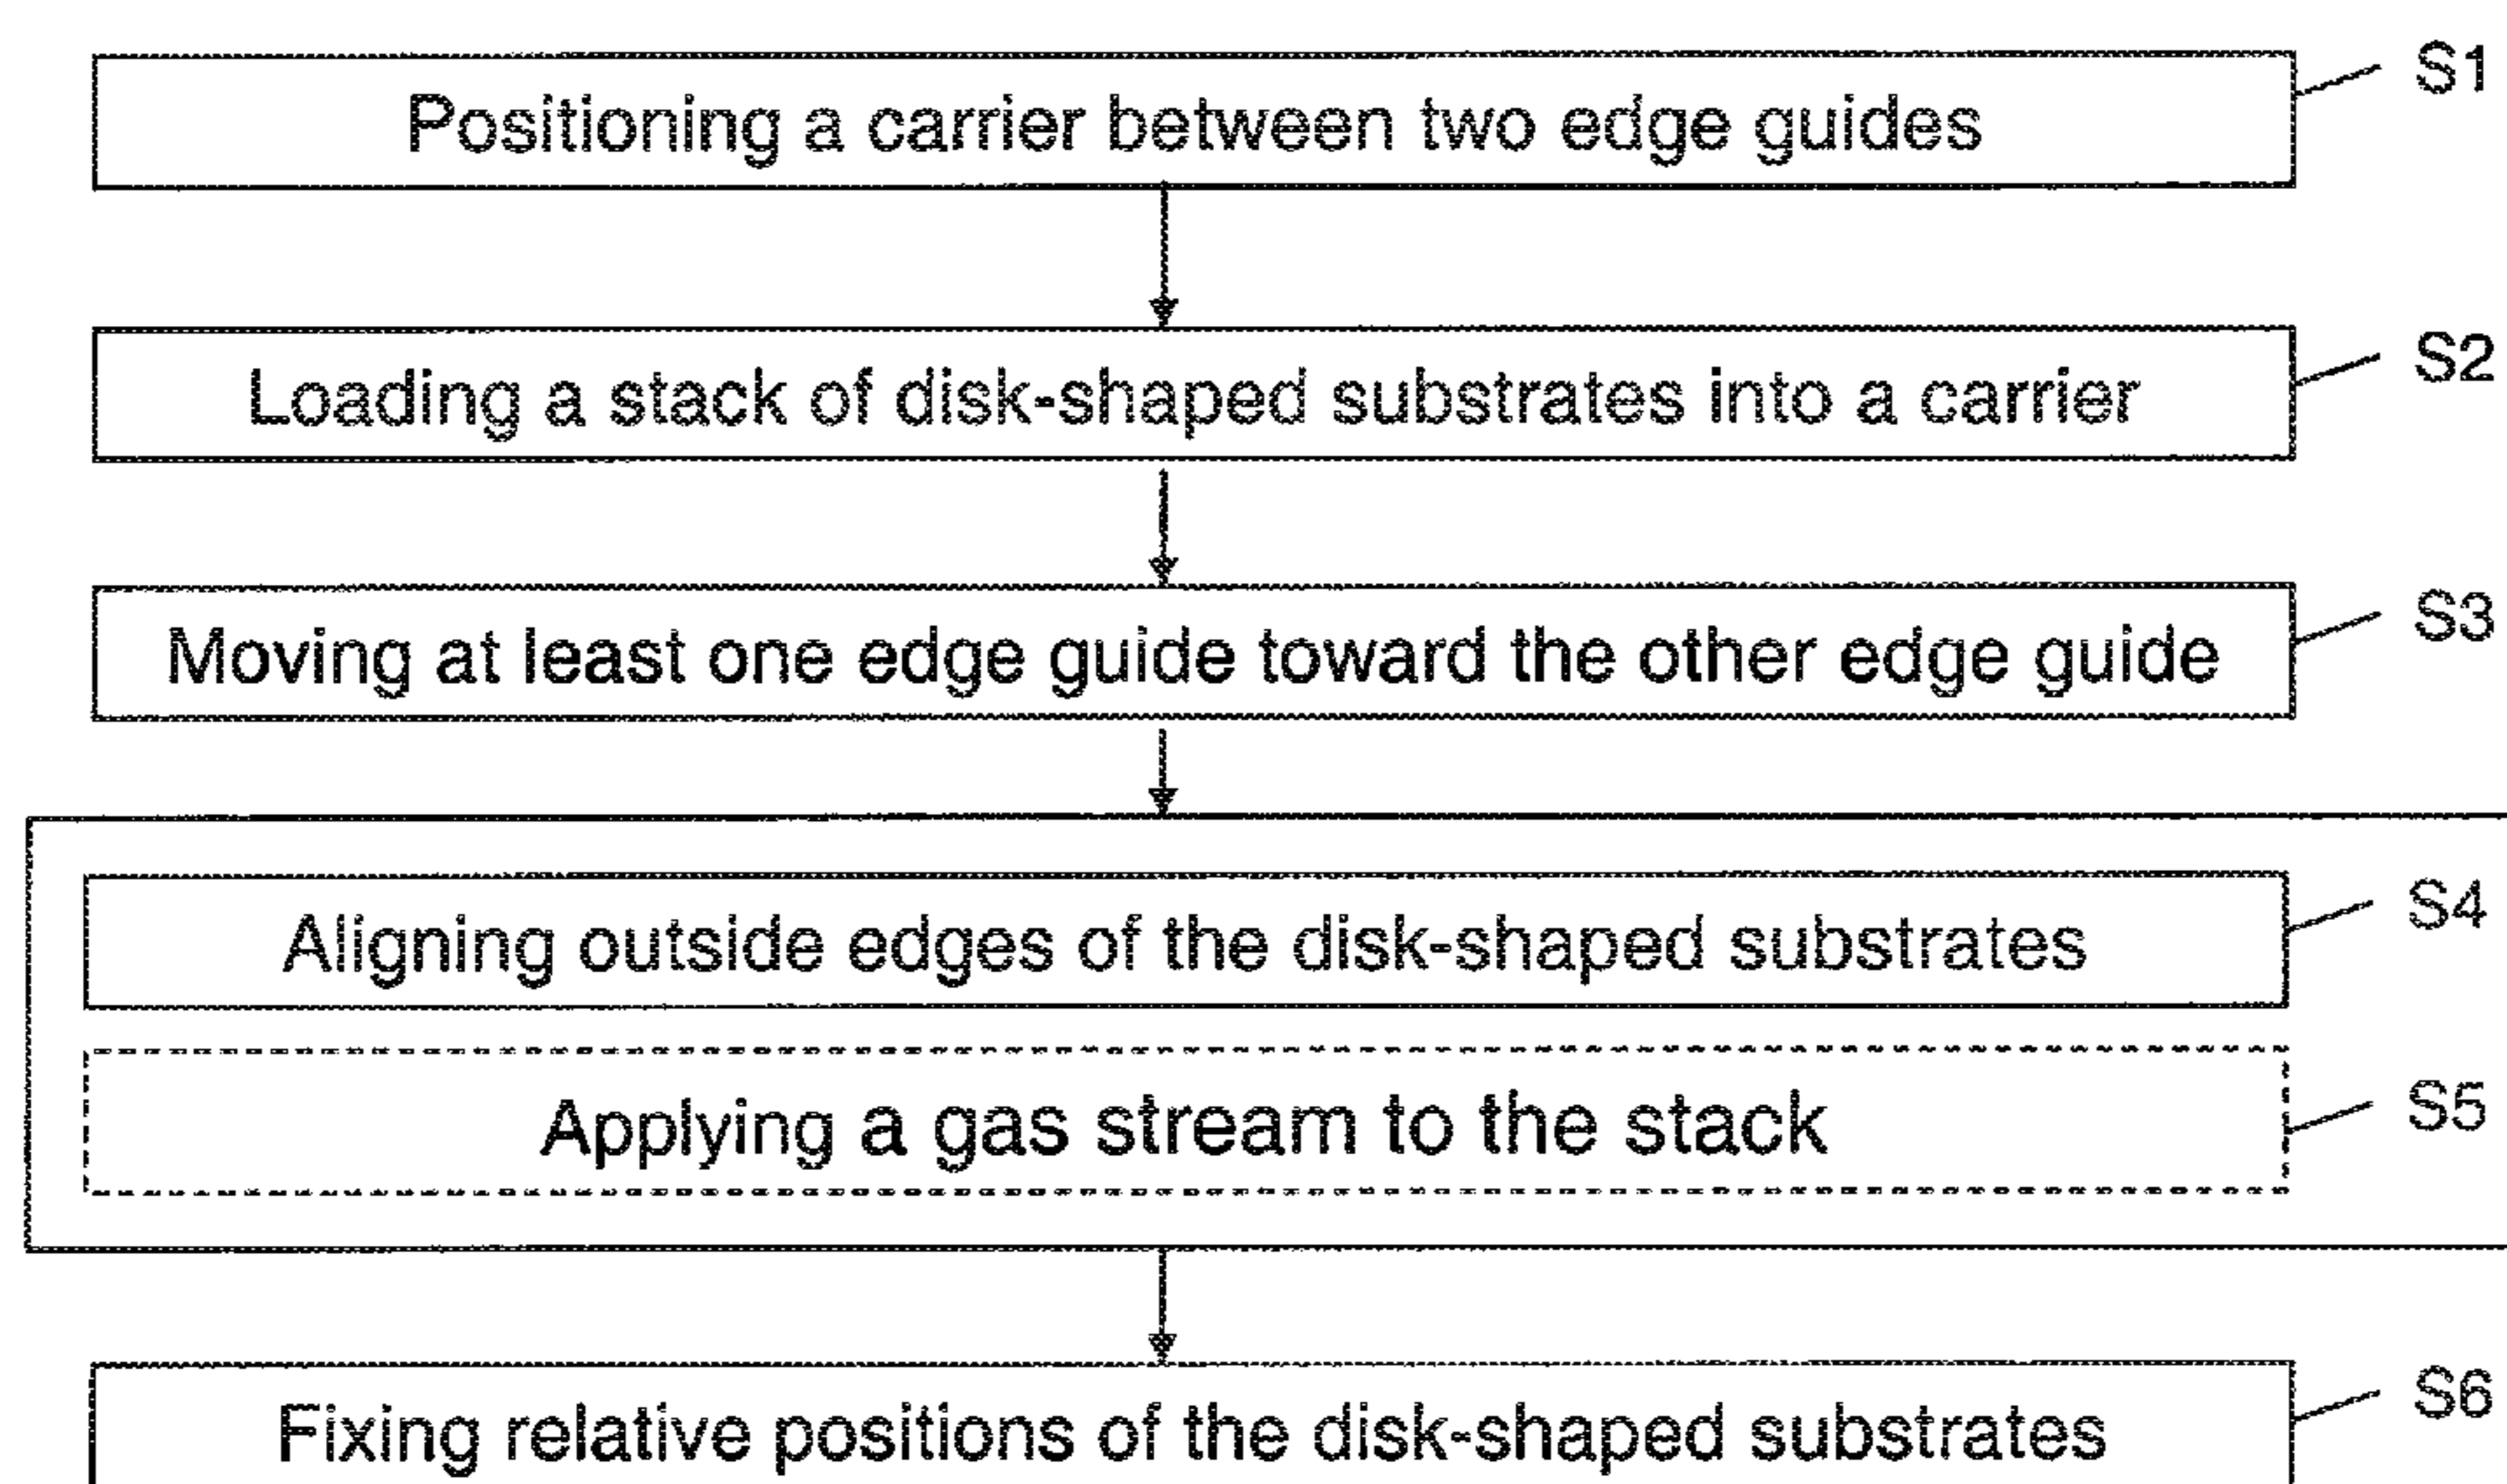 Positioning a carrier between two edge guides
S1
Loading a stack of disk-shaped substrates into a carrier
S2
Moving at least one edge guide toward the other edge guide
S3
Aligning outside edges of the disk-shaped substrates
S4
Applying a gas stream to the stack
S5
Fixing relative positions of the disk-shaped substrates
S6